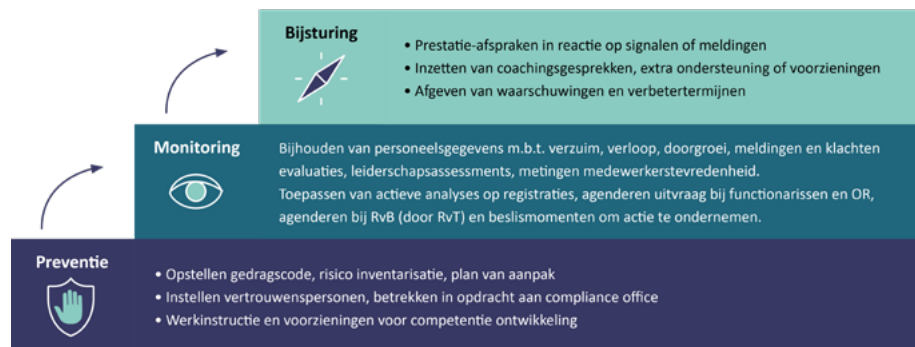 Bijsturing
• Prestatie-afspraken in reactie op signalen of meldingen
• Inzetten van coachingsgesprekken, extra ondersteuning of voorzieningen
• Afgeven van waarschuwingen en verbetertermijnen
Monitoring
Bijhouden van personeelsgegevens m.b.t. verzuim, verloop, doorgroei, meldingen en klachten
evaluaties, leiderschapsassessments, metingen medewerkerstevredenheid.
Toepassen van actieve analyses op registraties, agenderen uitvraag bij functionarissen en OR,
agenderen bij RvB (door RvT) en beslismomenten om actie te ondernemen.
Preventie
• Opstellen gedragscode, risico inventarisatie, plan van aanpak
• Instellen vertrouwenspersonen, betrekken in opdracht aan compliance office
• Werkinstructie en voorzieningen voor competentie ontwikkeling